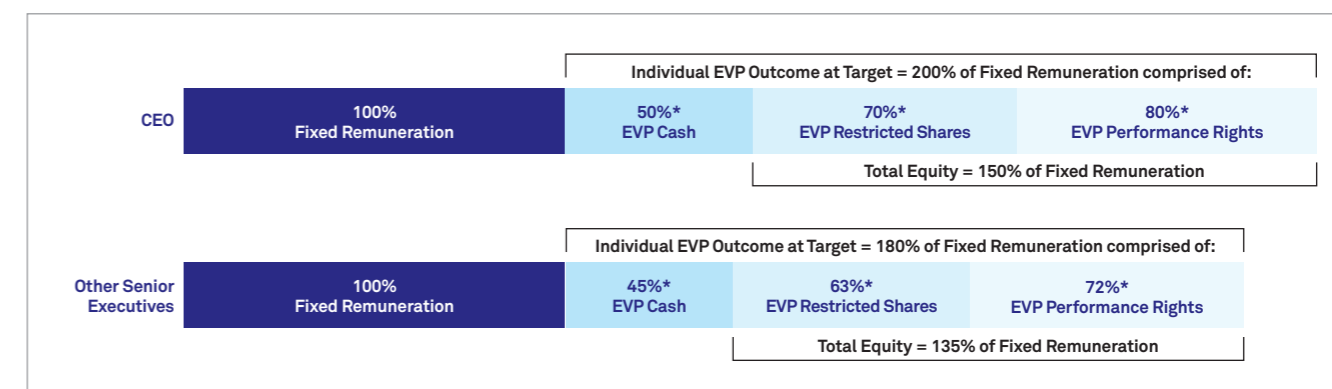 Individual EVP Outcome at Target = 200% of Fixed Remuneration comprised of:
CEO
100%
Fixed Remuneration
50%*
EVP Cash
70%*
EVP Restricted Shares
80%*
EVP Performance Rights
Total Equity = 150% of Fixed Remuneration
Individual EVP Outcome at Target = 180% of Fixed Remuneration comprised of:
Other Senior
Executives
100%
Fixed Remuneration
45%*
EVP Cash
63%*
EVP Restricted Shares
72%*
EVP Performance Rights
Total Equity = 135% of Fixed Remuneration